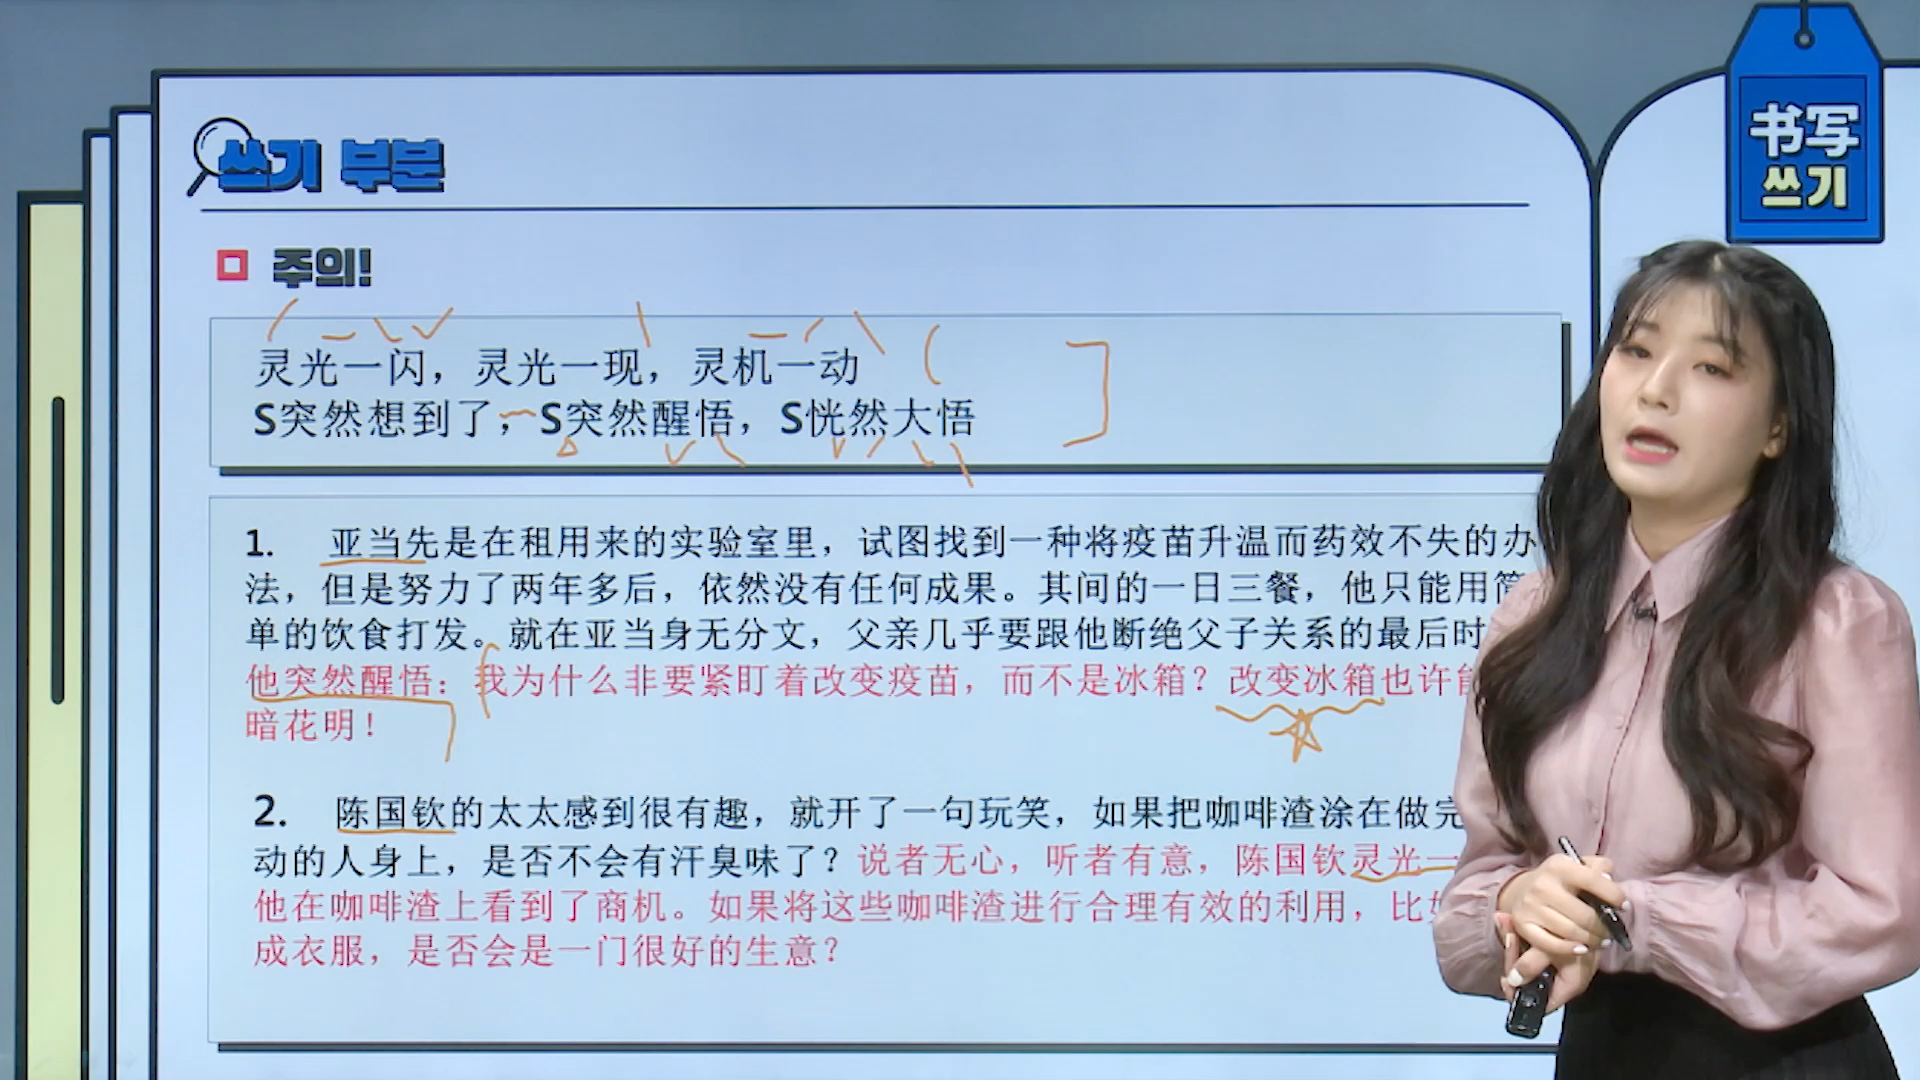 书写
쓰기
쓰기 부분
주의!
灵光一闪，灵光一现，灵机一动
S突然想到了，S突然醒悟，S恍然大悟
1. 亚当先是在租用来的实验室里，试图找到一种将疫苗升温而药效不失的办
法，但是努力了两年多后，依然没有任何成果。其间的一日三餐，他只能用简
单的饮食打发。就在亚当身无分文，父亲几乎要跟他断绝父子关系的最后时
他突然醒悟：我为什么非要紧盯着改变疫苗，而不是冰箱？改变冰箱也许能
暗花明！
2. 陈国钦的太太感到很有趣，就开了一句玩笑，如果把咖啡渣涂在做完
动的人身上，是否不会有汗臭味了？说者无心，听者有意，陈国钦灵光一
他在咖啡渣上看到了商机。如果将这些咖啡渣进行合理有效的利用，比如
成衣服，是否会是一门很好的生意？